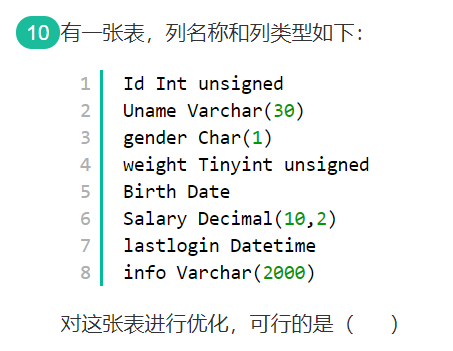 10 有一张表，列名称和列类型如下：
1 Id Int unsigned
2 Uname Varchar(30)
3 gender Char(1)
4 weight Tinyint unsigned
5 Birth Date
6 Salary Decimal(10,2)
7 lastlogin Datetime
8 info Varchar(2000)
对这张表进行优化，可行的是（ ）